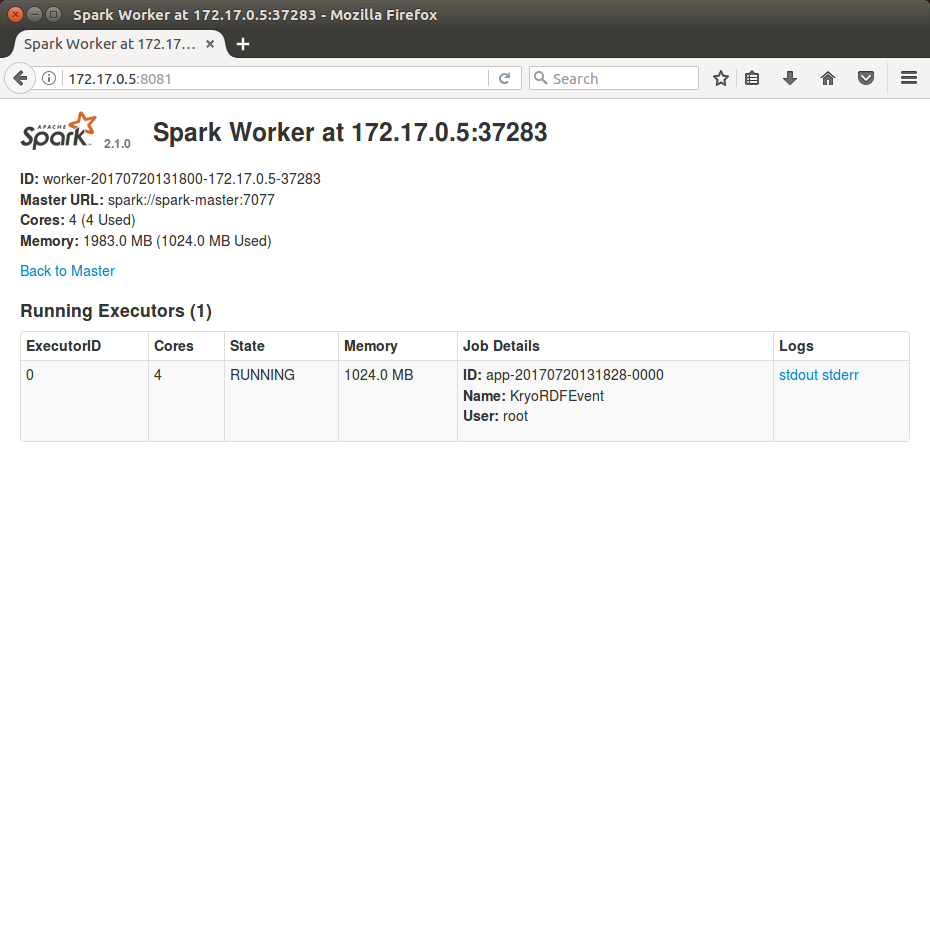 Spark Worker at 172.17.0.5:37283 - Mozilla Firefox
Spark Worker at 172.17...
172.17.0.5:8081
Search
APACHE
Spark 2.1.0
Spark Worker at 172.17.0.5:37283
ID: worker-20170720131800-172.17.0.5-37283
Master URL: spark://spark-master:7077
Cores: 4 (4 Used)
Memory: 1983.0 MB (1024.0 MB Used)
Back to Master
Running Executors (1)
ExecutorID Cores State Memory Job Details Logs
0 4 RUNNING 1024.0 MB ID: app-20170720131828-0000 stdout stderr
Name: KryoRDFEvent
User: root